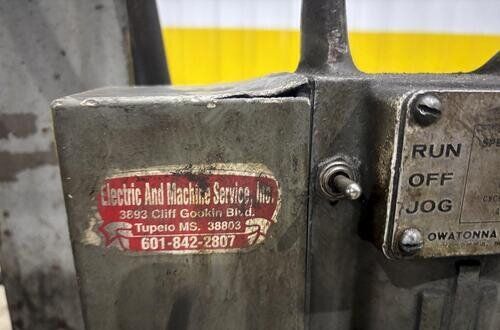 Electric And Machine Service, Inc.
3893 Cliff Gookin Blvd.
Tupelo MS. 38803
601-842-2807
RUN
OFF
JOG
SPE
OWATONNA